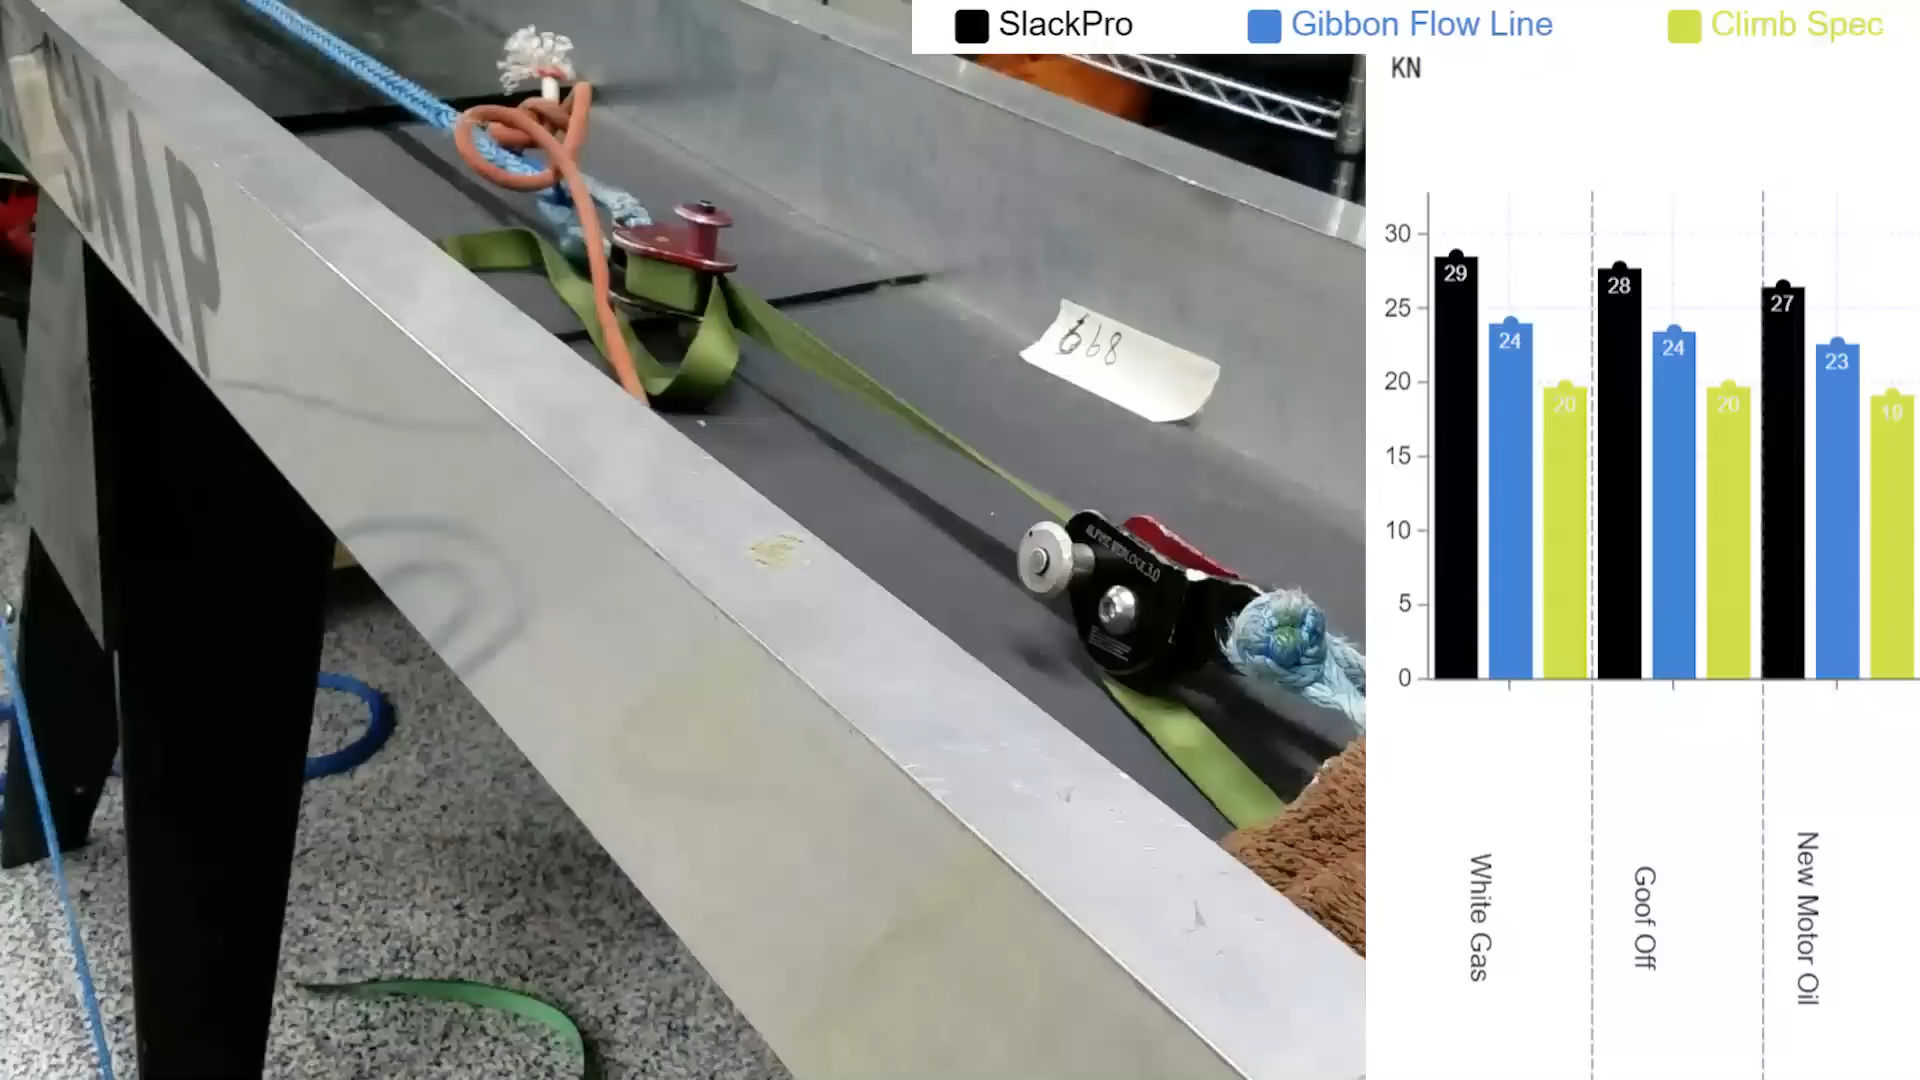 SlackPro
Gibbon Flow Line
Climb Spec
KN
30
25
20
15
10
5
0
29
24
20
28
24
20
27
23
19
White Gas
Goof Off
New Motor Oil
SNAP
668